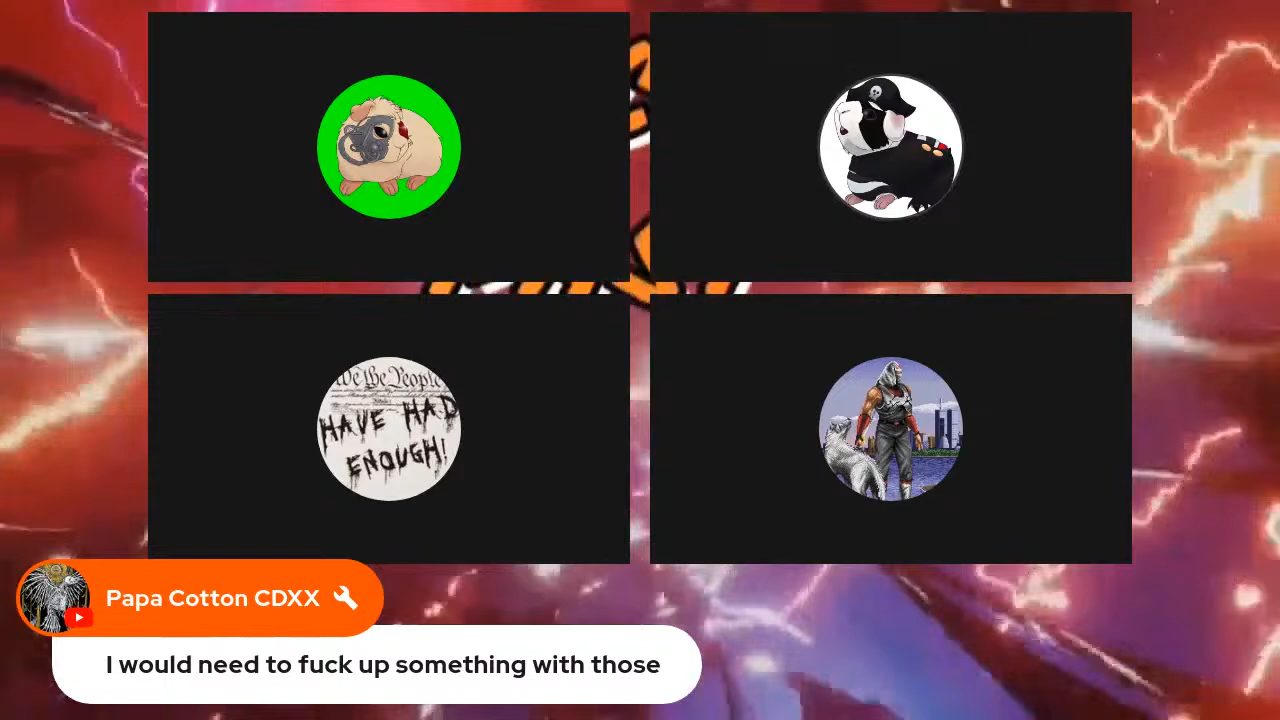 We the People
HAVE HAD
ENOUGH!
Papa Cotton CDXX
I would need to fuck up something with those